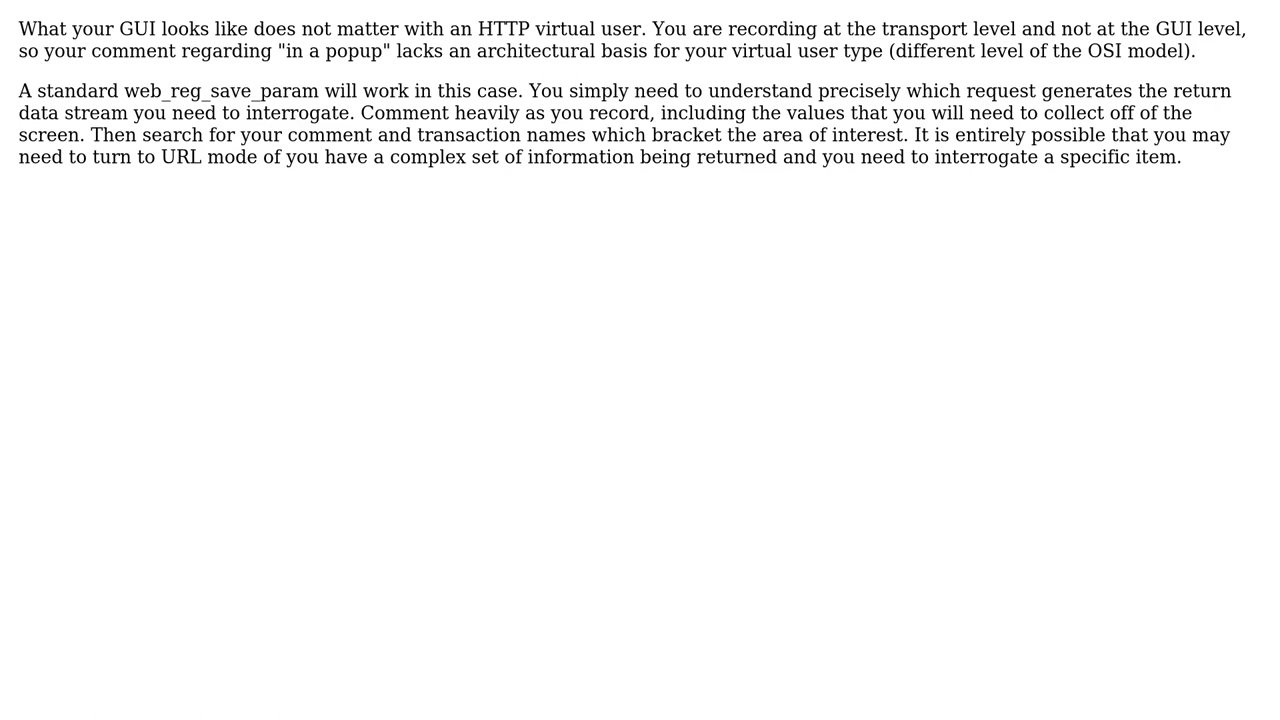 What your GUI looks like does not matter with an HTTP virtual user. You are recording at the transport level and not at the GUI level,
so your comment regarding "in a popup" lacks an architectural basis for your virtual user type (different level of the OSI model).
A standard web_reg_save_param will work in this case. You simply need to understand precisely which request generates the return
data stream you need to interrogate. Comment heavily as you record, including the values that you will need to collect off of the
screen. Then search for your comment and transaction names which bracket the area of interest. It is entirely possible that you may
need to turn to URL mode of you have a complex set of information being returned and you need to interrogate a specific item.